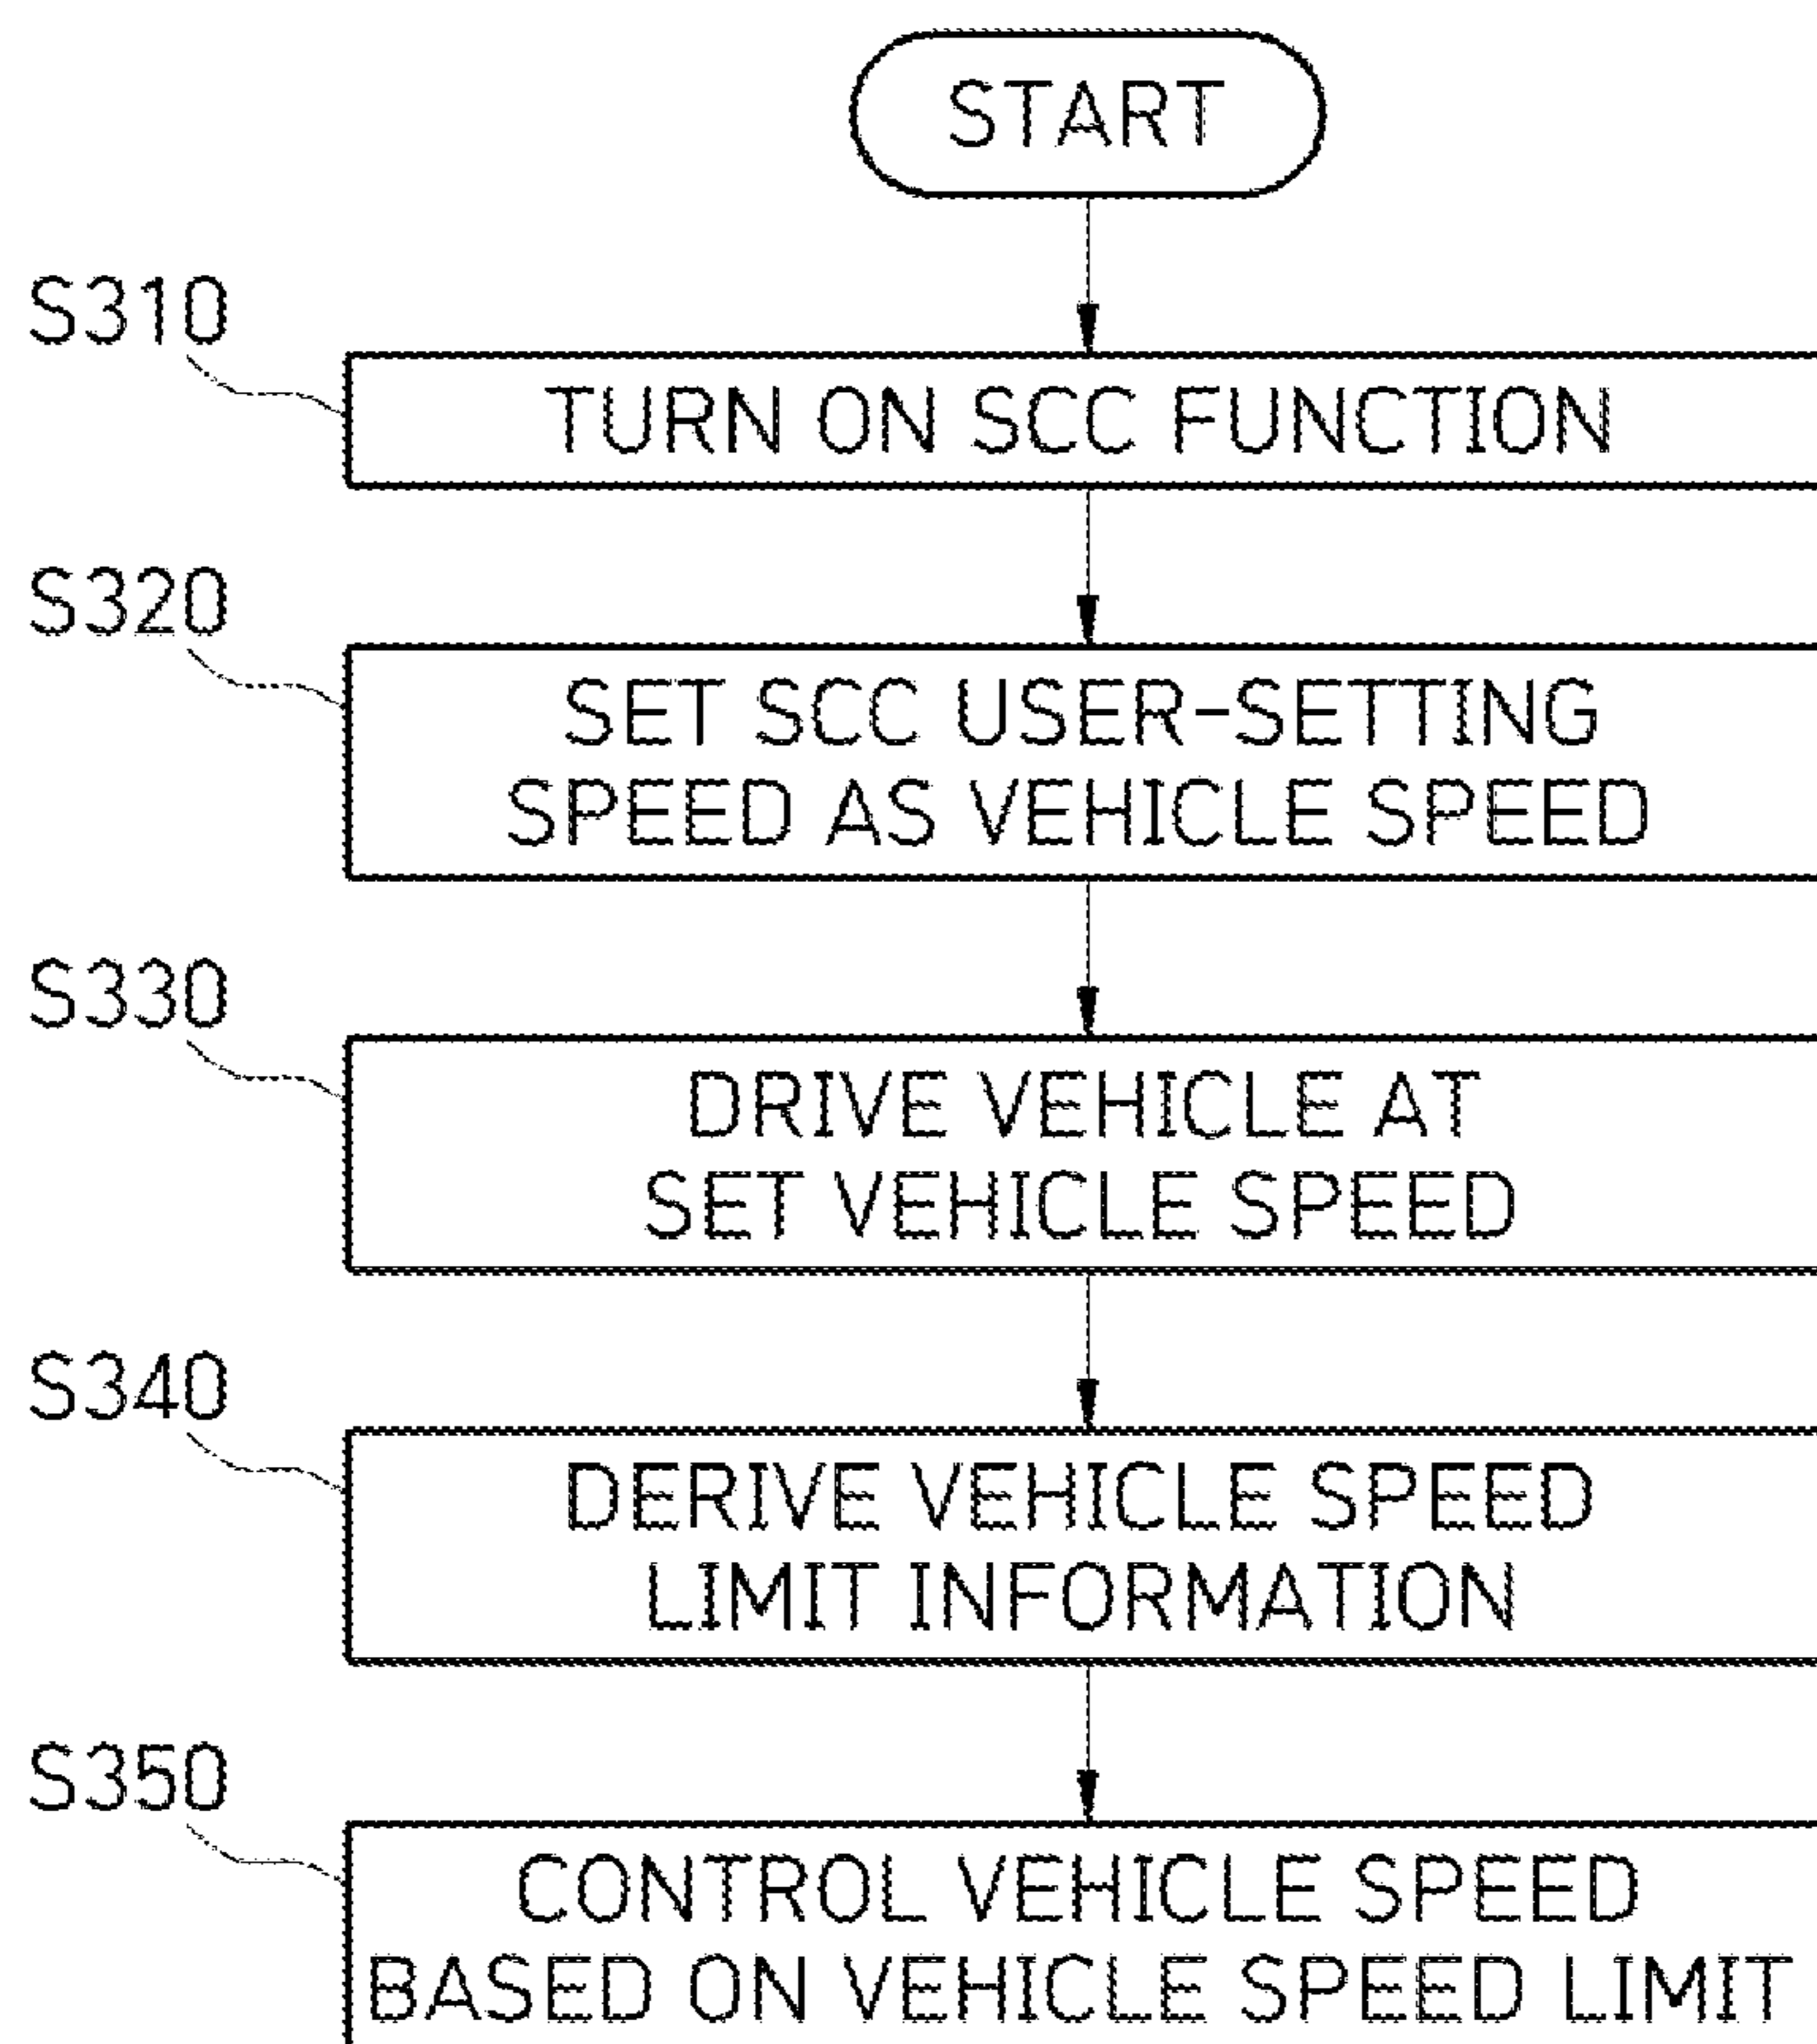 START
S310
TURN ON SCC FUNCTION
S320
SET SCC USER-SETTING
SPEED AS VEHICLE SPEED
S330
DRIVE VEHICLE AT
SET VEHICLE SPEED
S340
DERIVE VEHICLE SPEED
LIMIT INFORMATION
S350
CONTROL VEHICLE SPEED
BASED ON VEHICLE SPEED LIMIT